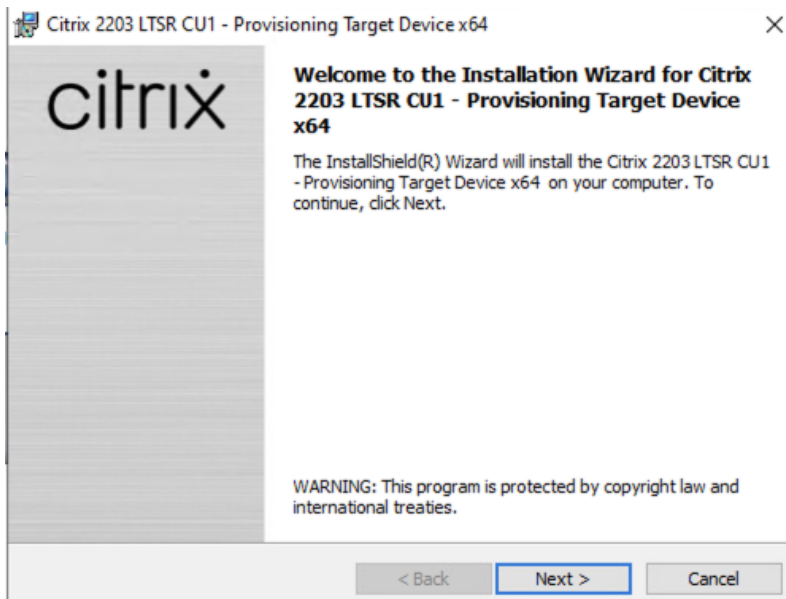 Citrix 2203 LTSR CU1 - Provisioning Target Device x64
citrix
Welcome to the Installation Wizard for Citrix
2203 LTSR CU1 - Provisioning Target Device
x64
The InstallShield(R) Wizard will install the Citrix 2203 LTSR CU1
- Provisioning Target Device x64 on your computer. To
continue, click Next.
WARNING: This program is protected by copyright law and
international treaties.
< Back
Next >
Cancel